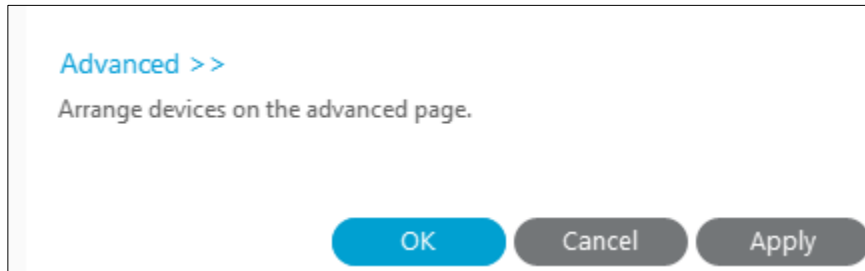 Advanced >>
Arrange devices on the advanced page.
OK Cancel Apply